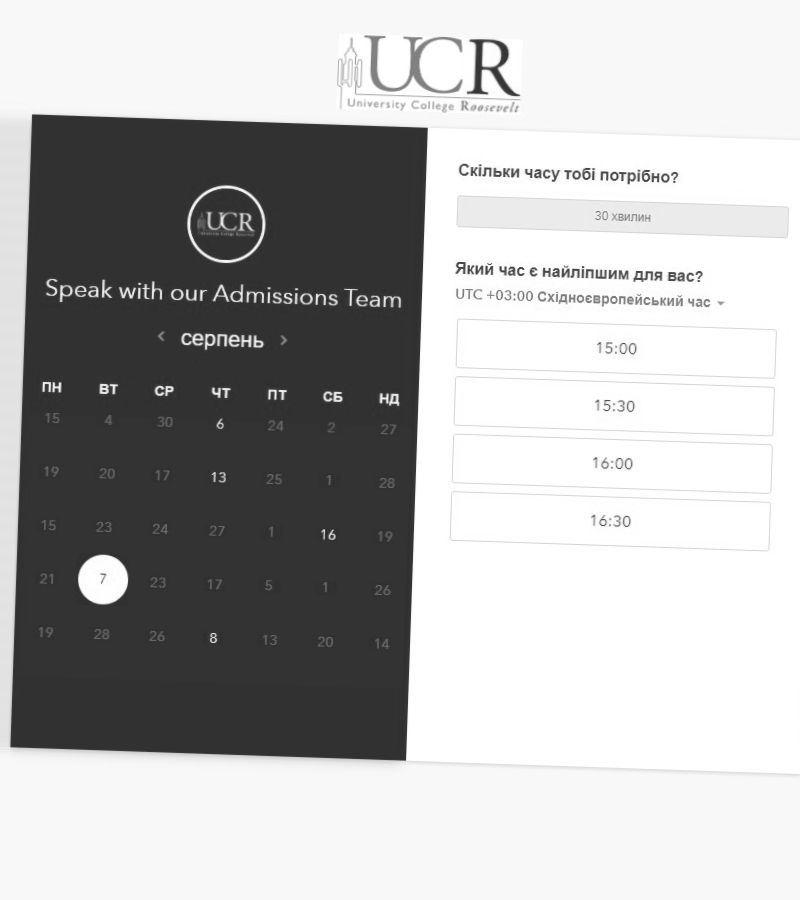 UCR
University College Roosevelt
UCR
University College Roosevelt
Speak with our Admissions Team
серпень
ПН ВТ СР ЧТ ПТ СБ НД
15 4 30 6 24 2 27
19 20 17 13 25 1 28
15 23 24 27 1 16 19
21 7 23 17 5 1 26
19 28 26 8 13 20 14
Скільки часу тобі потрібно?
30 хвилин
Який час є найліпшим для вас?
UTC +03:00 Східноєвропейський час
15:00
15:30
16:00
16:30